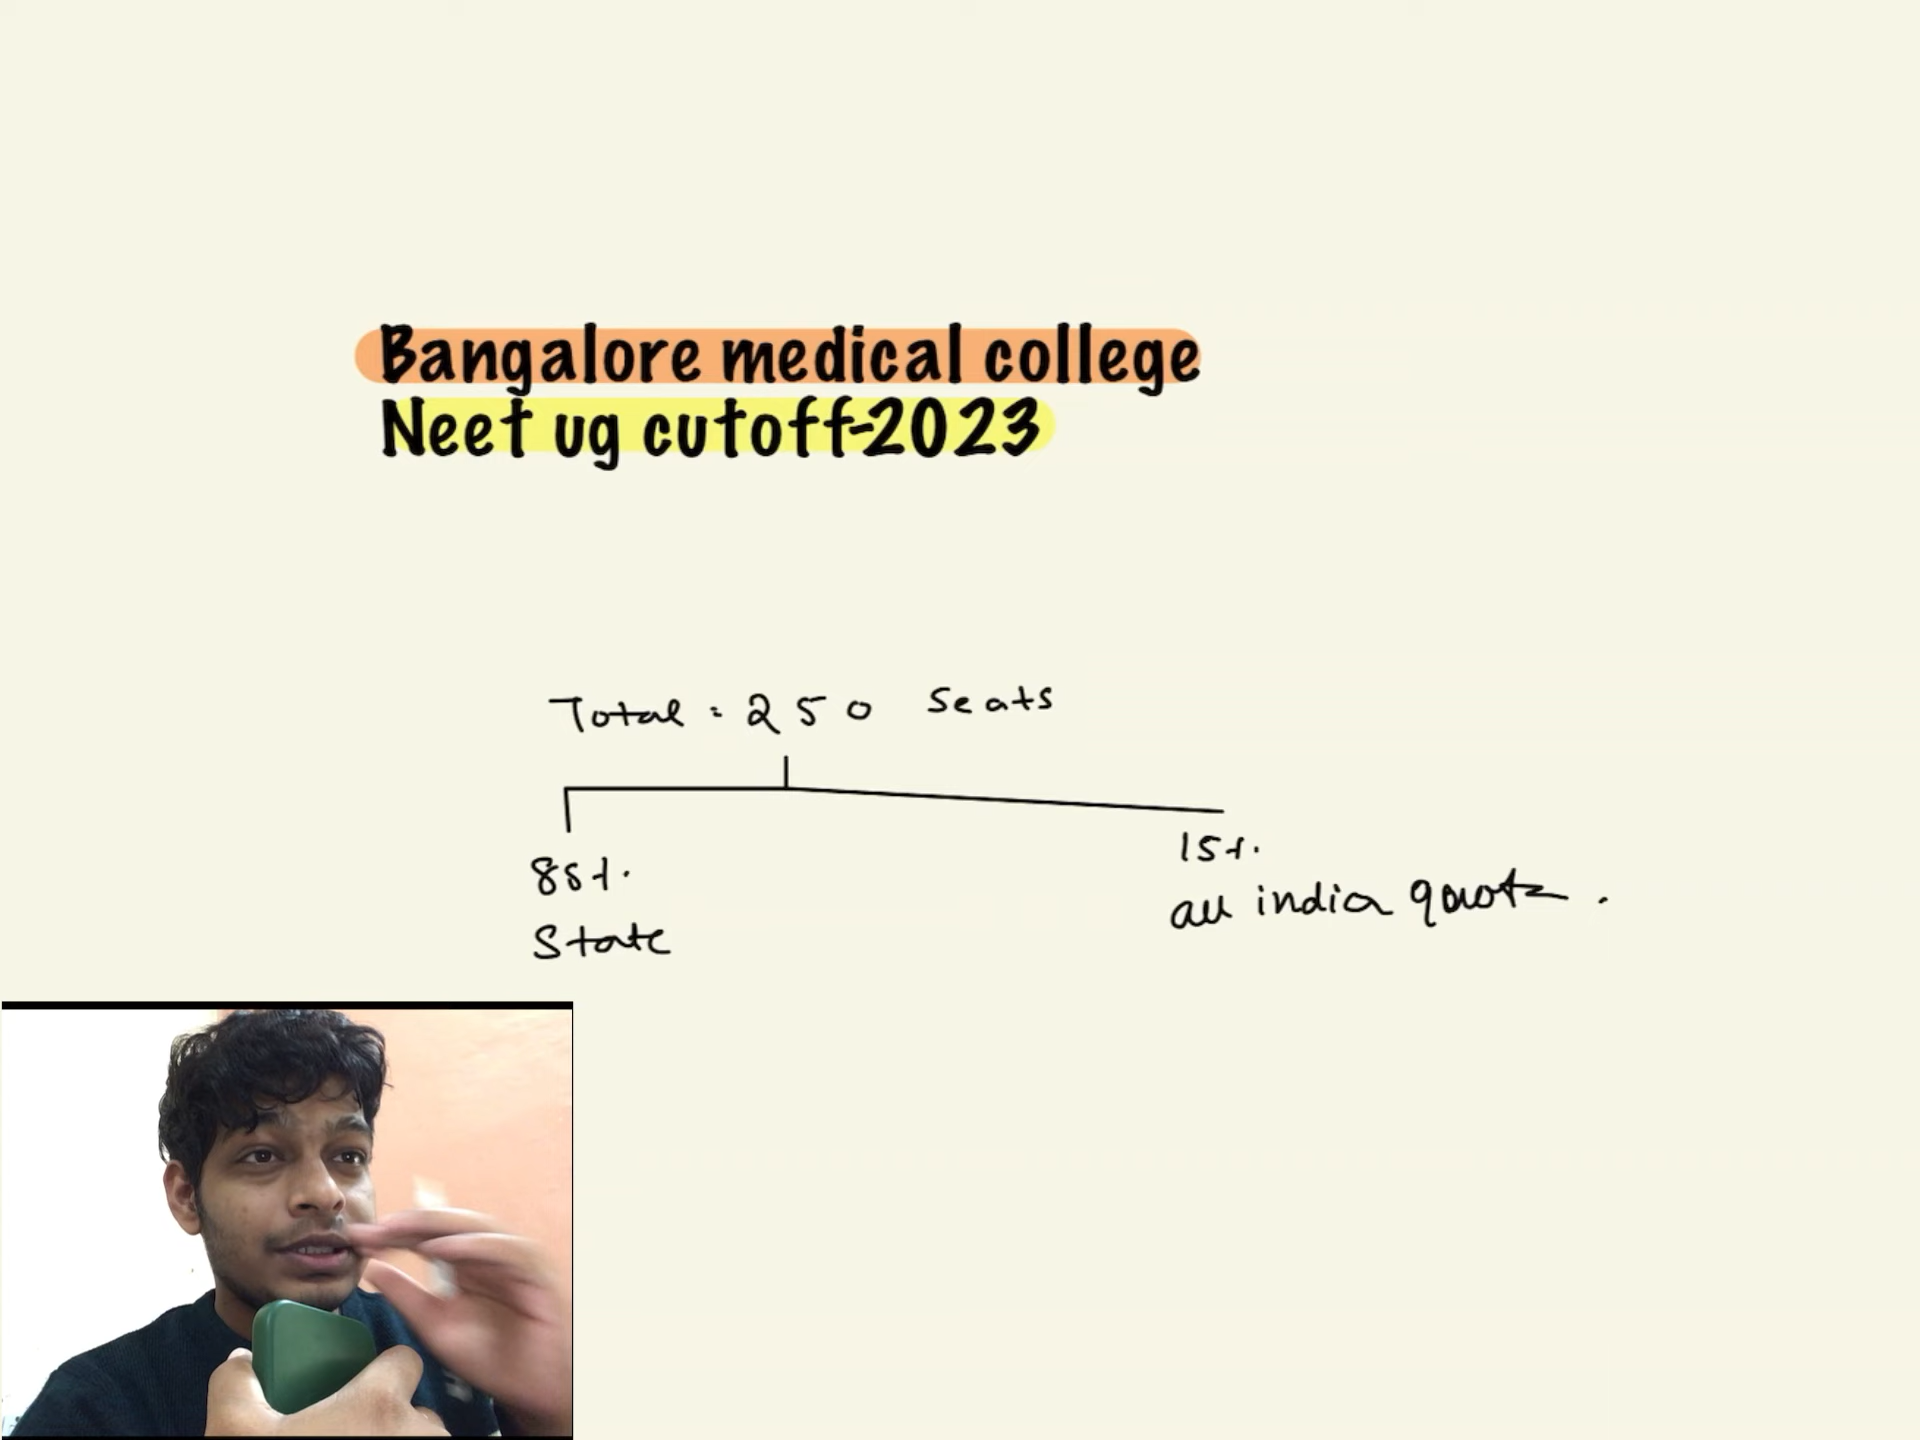 Bangalore medical college
Neet ug cutoff-2023
Total = 250 seats
85%.
State
15%.
all india quota.